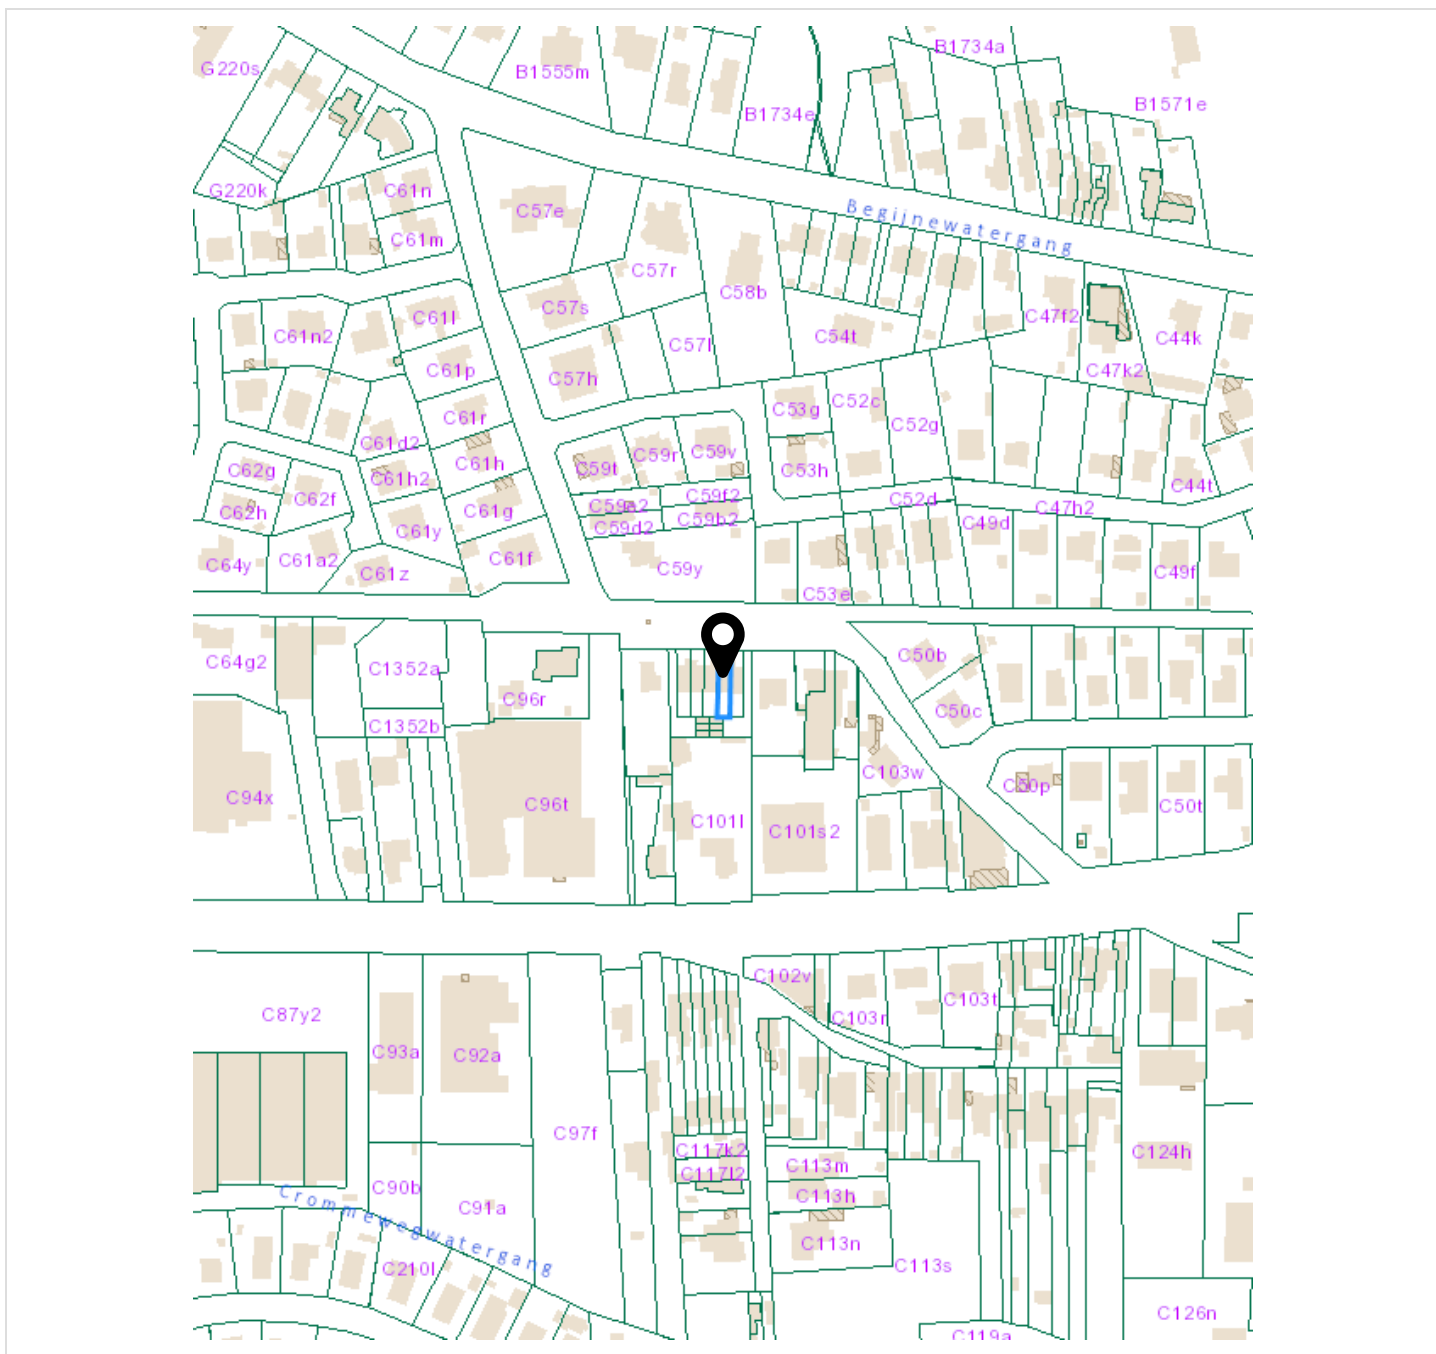 B1734a
G220s
B1555m
B1571e
B1734e
G220k
C61n
C57e
Begijnewatergang
C61m
C57r
C58b
C57s
C61l
C47f2
C61n2
C54t
C44k
C57l
C61p
C47k2
C57h
C52c
C53g
C61r
C52g
C61d2
C59v
C59r
C61h
C59t
C62g
C53h
C61h2
C44t
C59f2
C62f
C52d
C59a2
C47h2
C61g
C62h
C59b2
C49d
C59d2
C61y
C61f
C61a2
C64y
C59y
C49f
C61z
C53e
C50b
C64g2
C1352a
C96r
C50c
C1352b
C103w
C50p
C94x
C96t
C50t
C101l
C101s2
C102v
C103t
C87y2
C103r
C93a
C92a
C97f
C117k2
C124h
C113m
C117l2
C90b
C113h
Crommewegwatergang
C91a
C113n
C113s
C210l
C126n
C119a